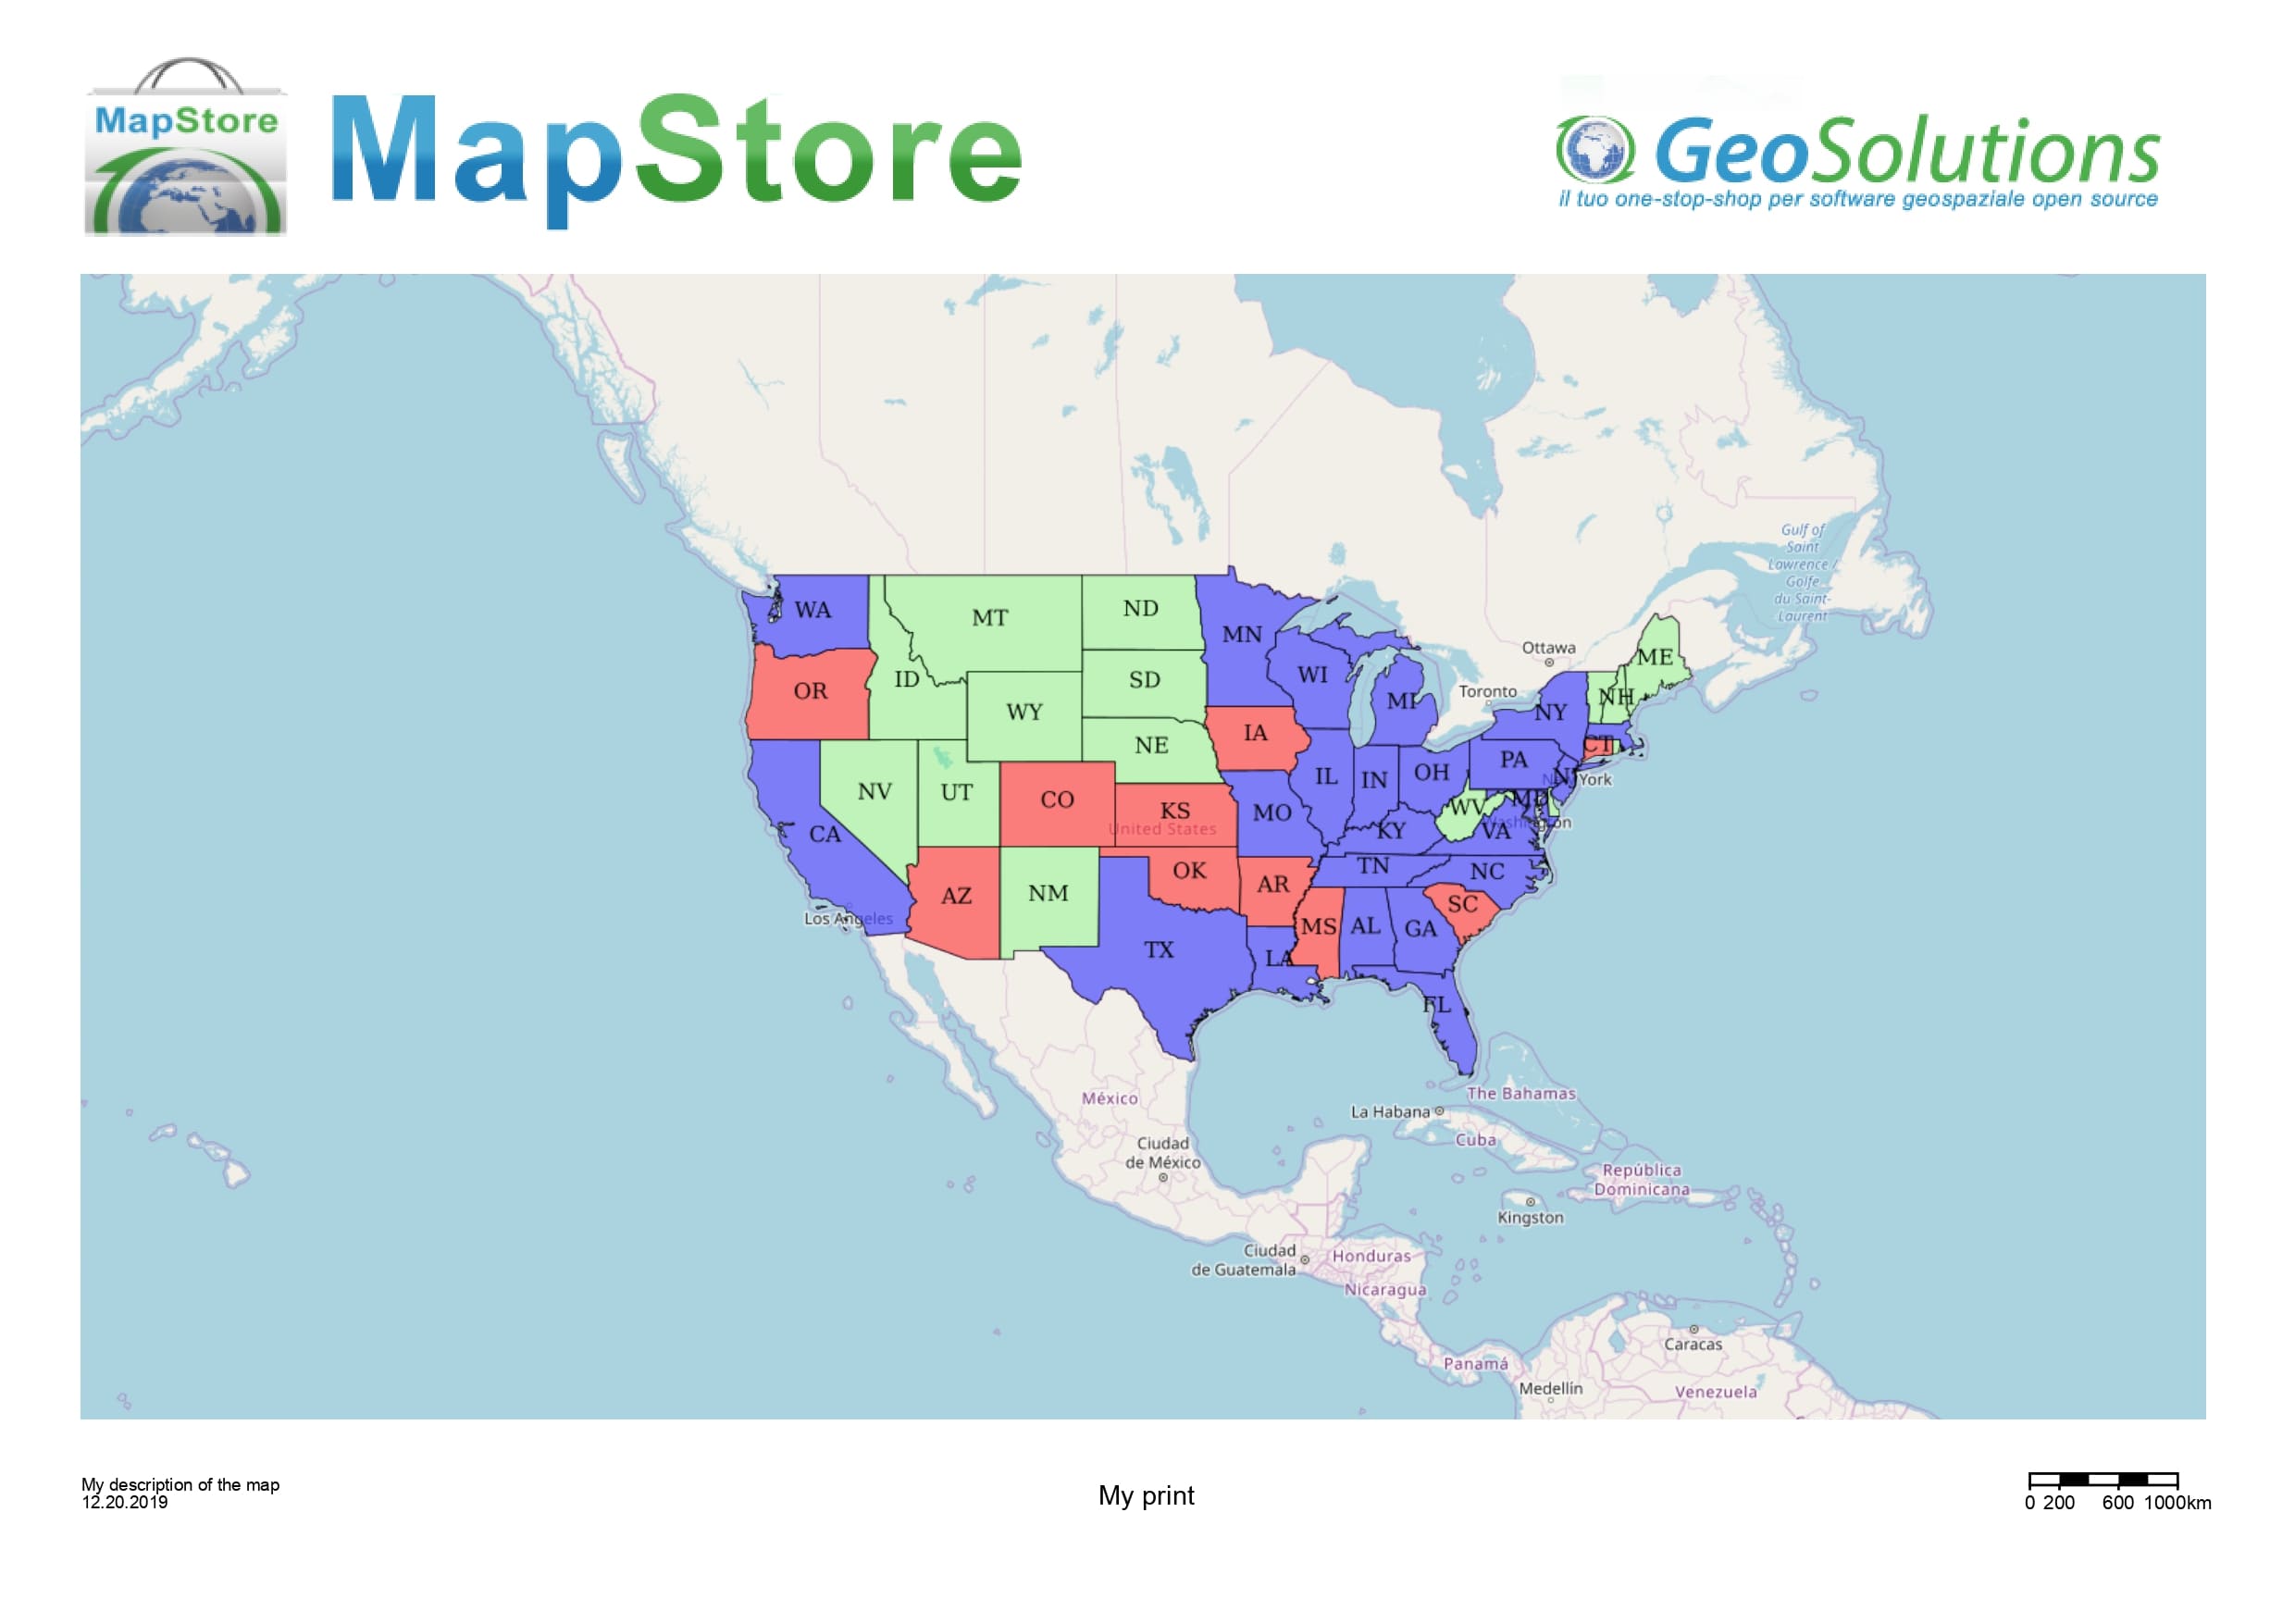 MapStore
MapStore
GeoSolutions
il tuo one-stop-shop per software geospaziale open source
Gulf of
Saint
Lawrence /
Golfe
du Saint-
Laurent
WA
MT
ND
MN
OR
ID
SD
WI
MI
Ottawa
Toronto
ME
NH
NY
WY
IA
NE
CT
PA
NV
UT
CO
KS
United States
IL
IN
OH
NJ
New York
MO
WV
MD
Washington
VA
CA
KY
OK
TN
NC
AZ
NM
AR
SC
Los Angeles
MS
AL
GA
TX
LA
FL
México
The Bahamas
La Habana
Cuba
Ciudad
de México
República
Dominicana
Kingston
Ciudad
de Guatemala
Honduras
Nicaragua
Caracas
Panamá
Medellín
Venezuela
My description of the map
12.20.2019
My print
0 200 600 1000km